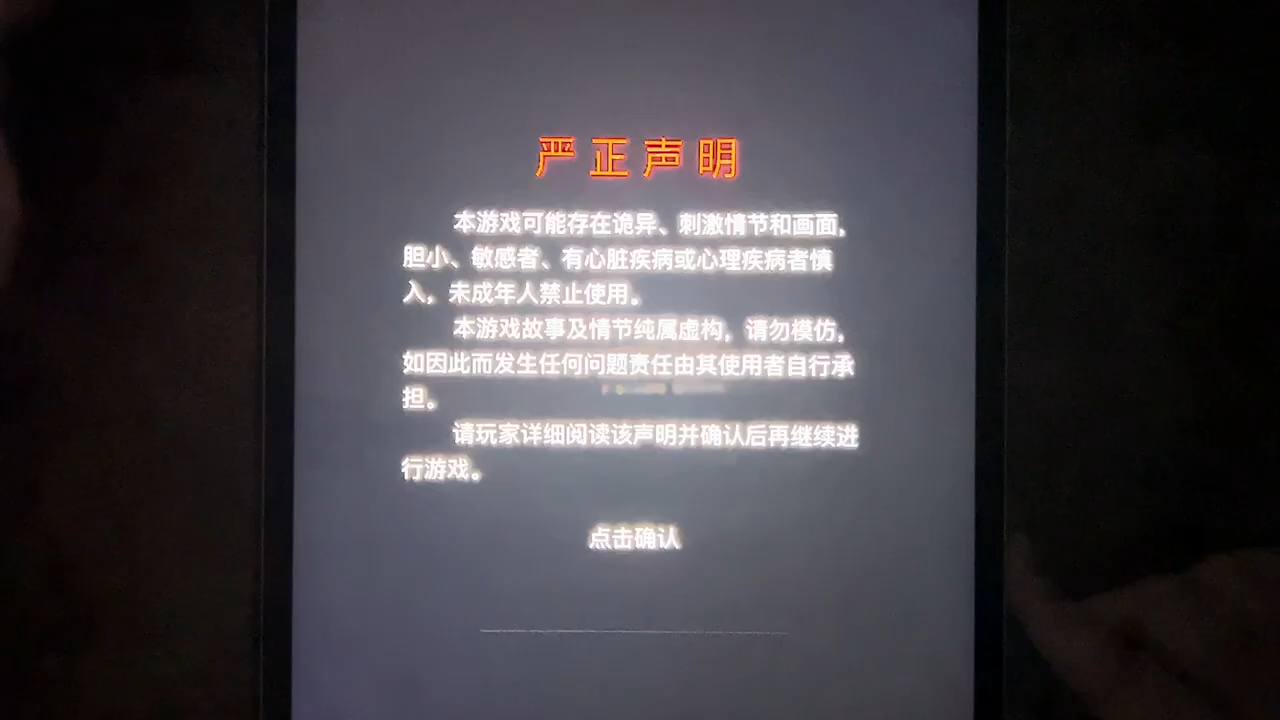 严正声明
本游戏可能存在诡异、刺激情节和画面,
胆小、敏感者、有心脏疾病或心理疾病者慎
入，未成年人禁止使用。
本游戏故事及情节纯属虚构，请勿模仿,
如因此而发生任何问题责任由其使用者自行承
担。
请玩家详细阅读该声明并确认后再继续进
行游戏。
点击确认